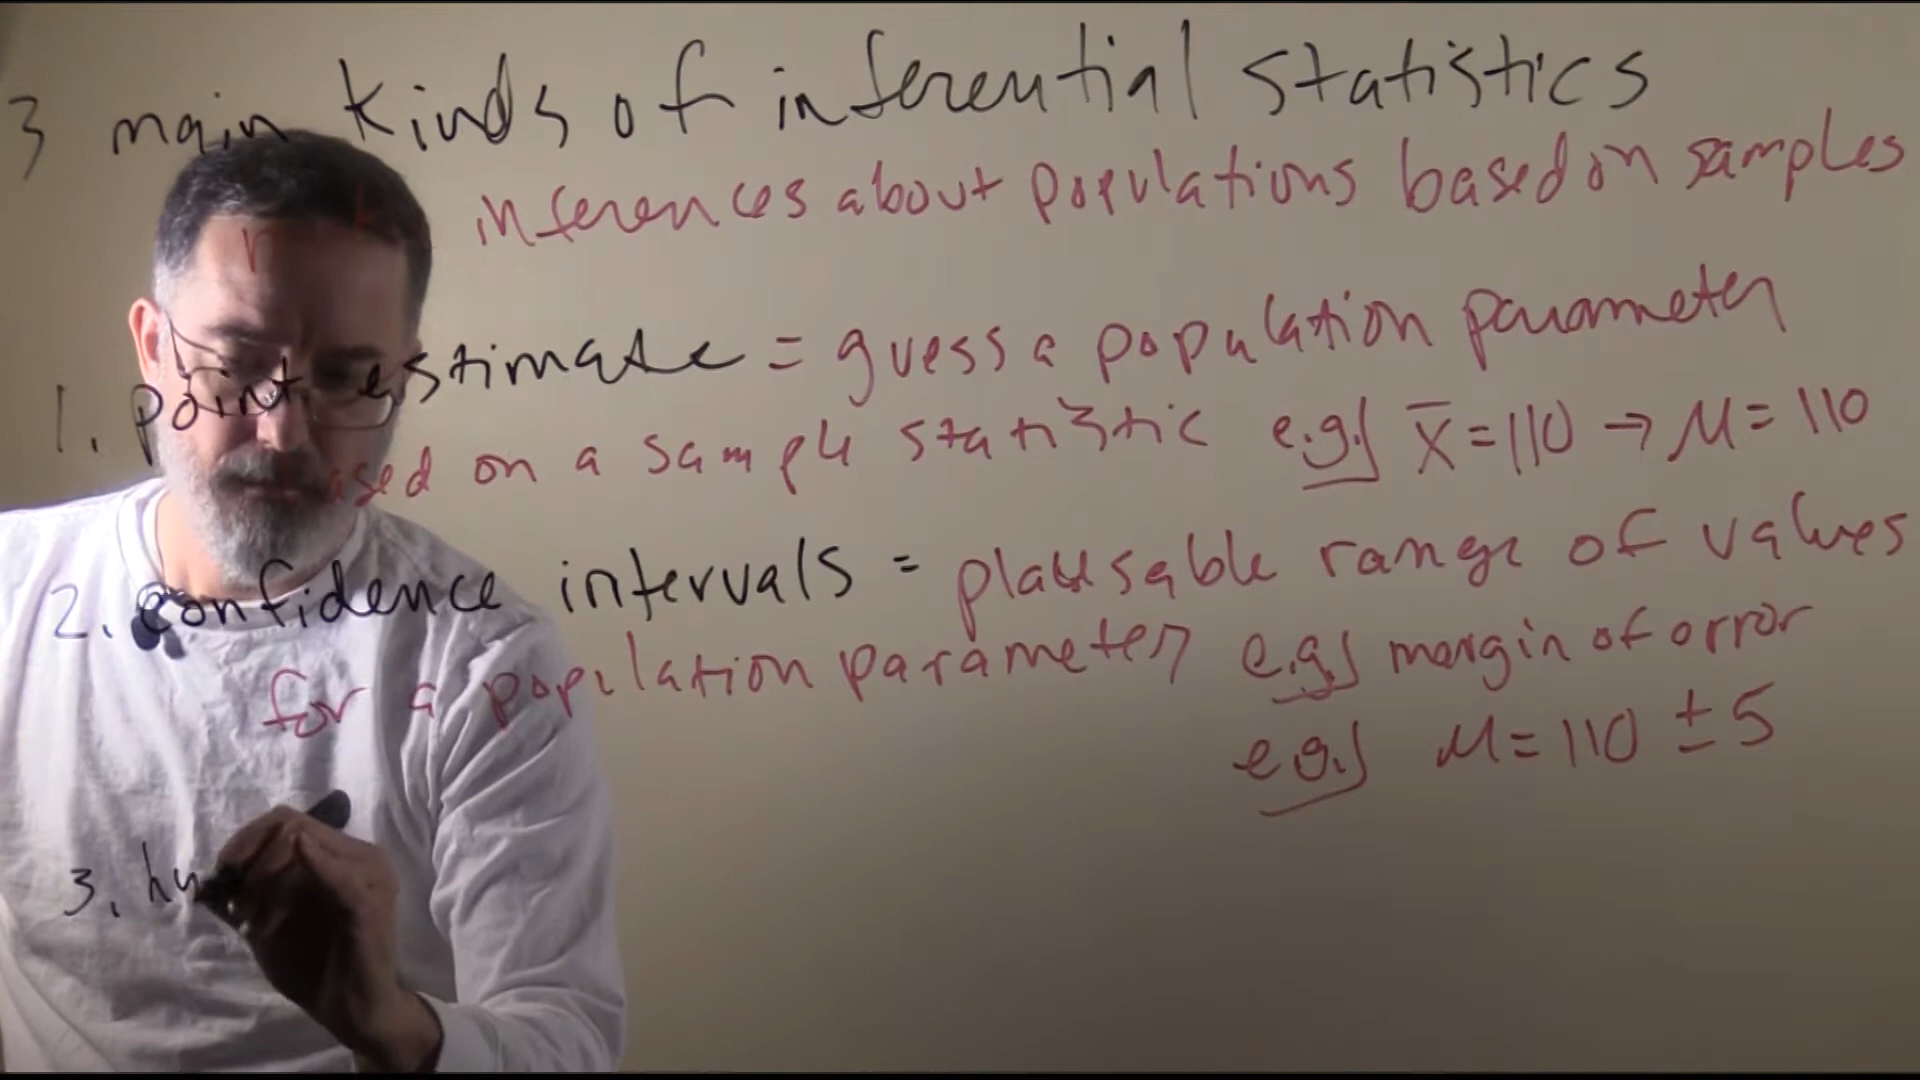 3 main kinds of inferential statistics
inferences about populations based on samples
1. point estimate = guess a population parameter
based on a sample statistic e.g., x̄ = 110 → μ = 110
2. confidence intervals = plausable range of values
for a population parameter e.g., margin of error
e.g., μ = 110 ± 5
3. hy